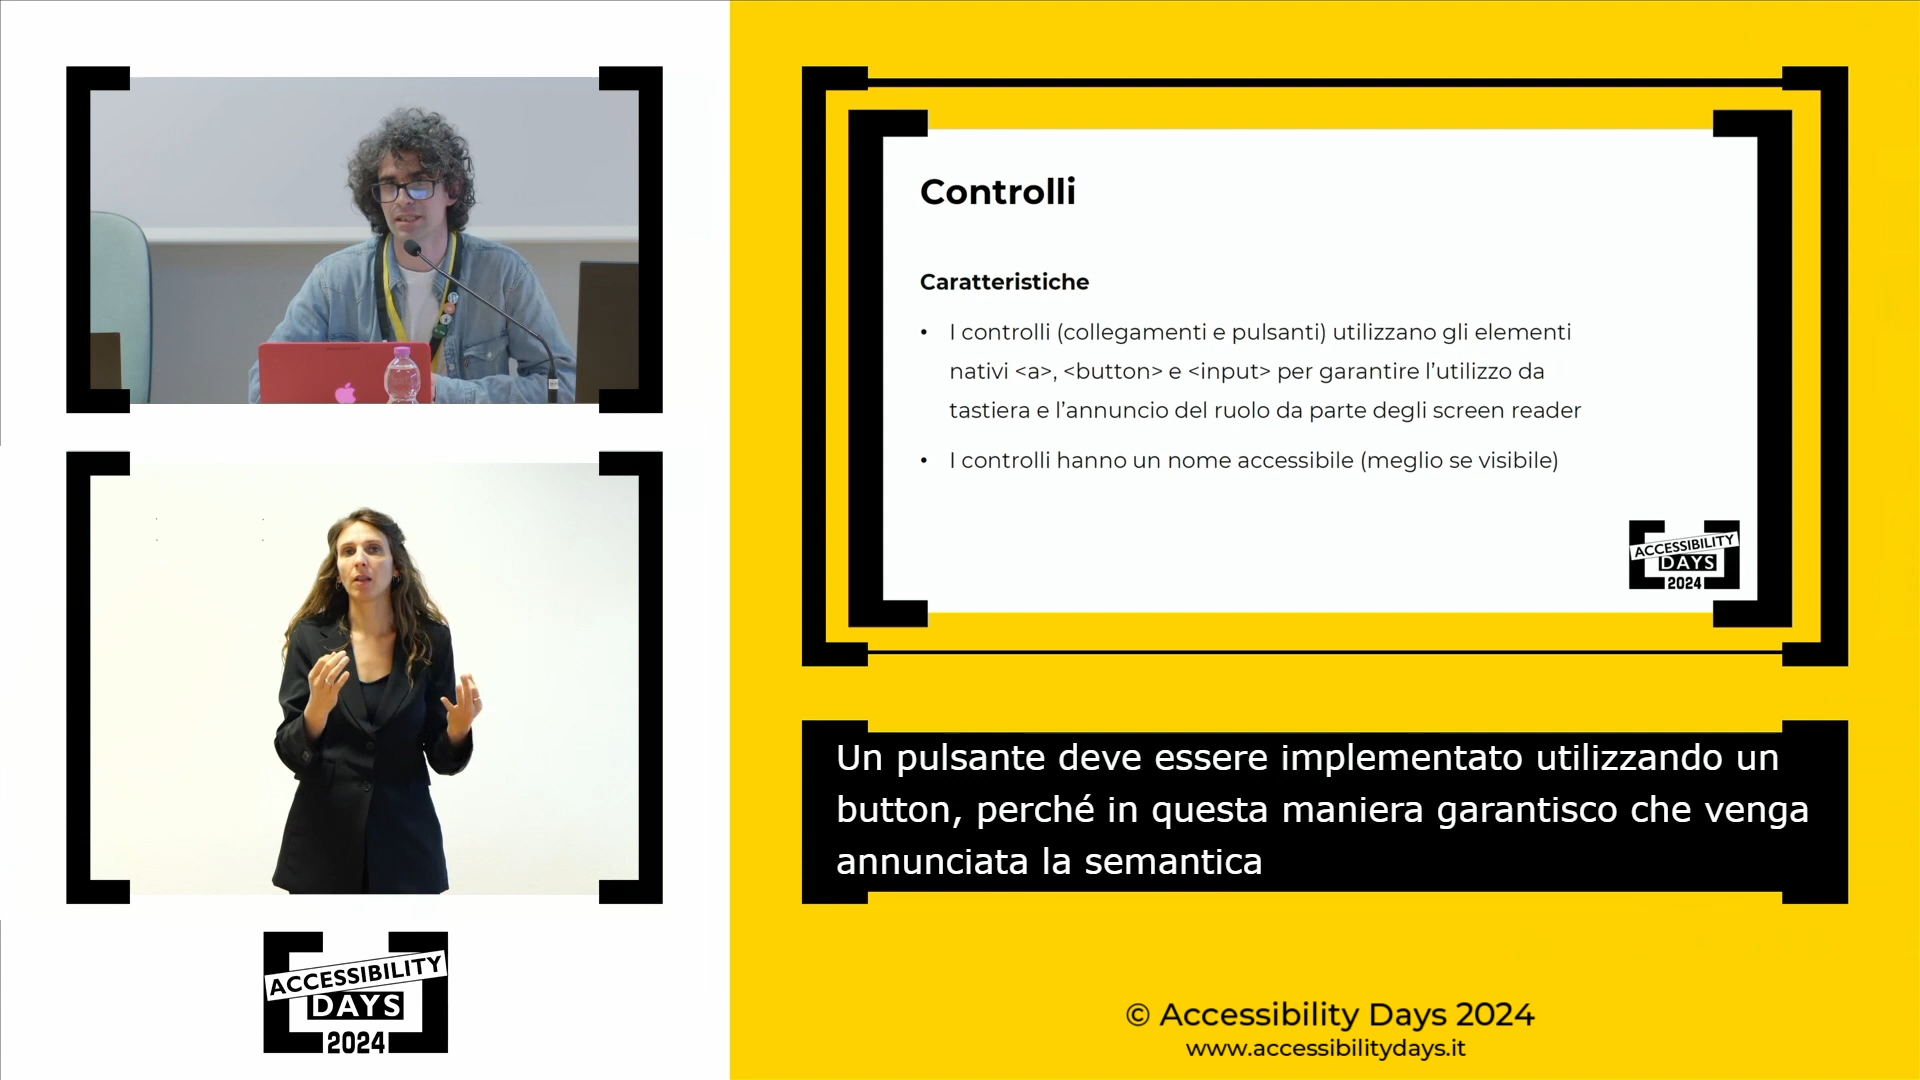 Controlli
Caratteristiche
• I controlli (collegamenti e pulsanti) utilizzano gli elementi
nativi <a>, <button> e <input> per garantire l’utilizzo da
tastiera e l’annuncio del ruolo da parte degli screen reader
• I controlli hanno un nome accessibile (meglio se visibile)
ACCESSIBILITY
DAYS
2024
Un pulsante deve essere implementato utilizzando un
button, perché in questa maniera garantisco che venga
annunciata la semantica
ACCESSIBILITY
DAYS
2024
© Accessibility Days 2024
www.accessibilitydays.it